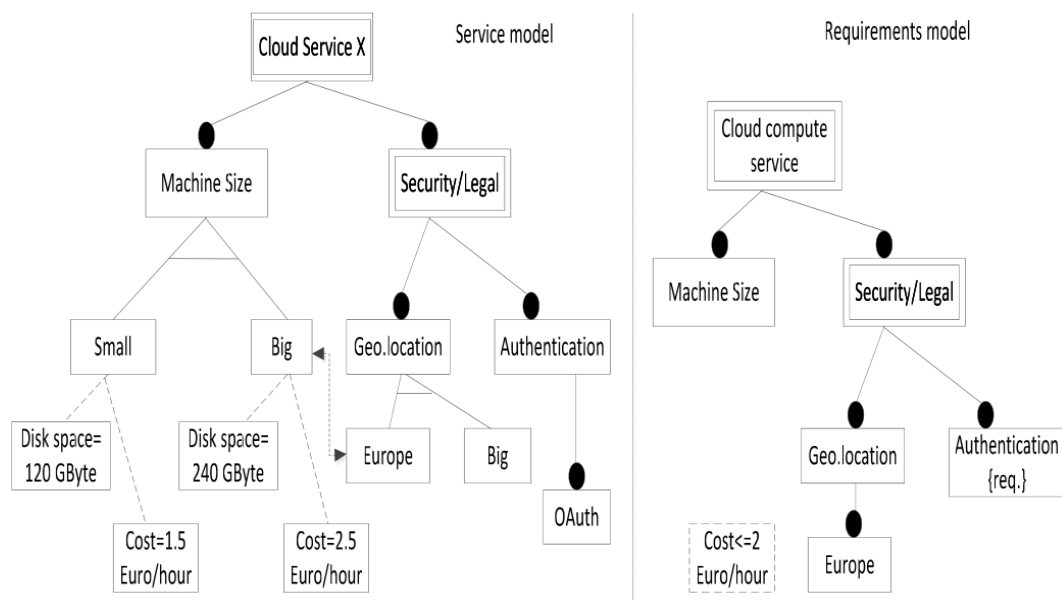 Cloud Service X
Service model
Requirements model
Cloud compute
service
Machine Size
Security/Legal
Machine Size
Security/Legal
Small
Big
Geo.location
Authentication
Disk space=
120 GByte
Disk space=
240 GByte
Europe
Big
Geo.location
Authentication
{req.}
OAuth
Cost=1.5
Euro/hour
Cost=2.5
Euro/hour
Cost<=2
Euro/hour
Europe